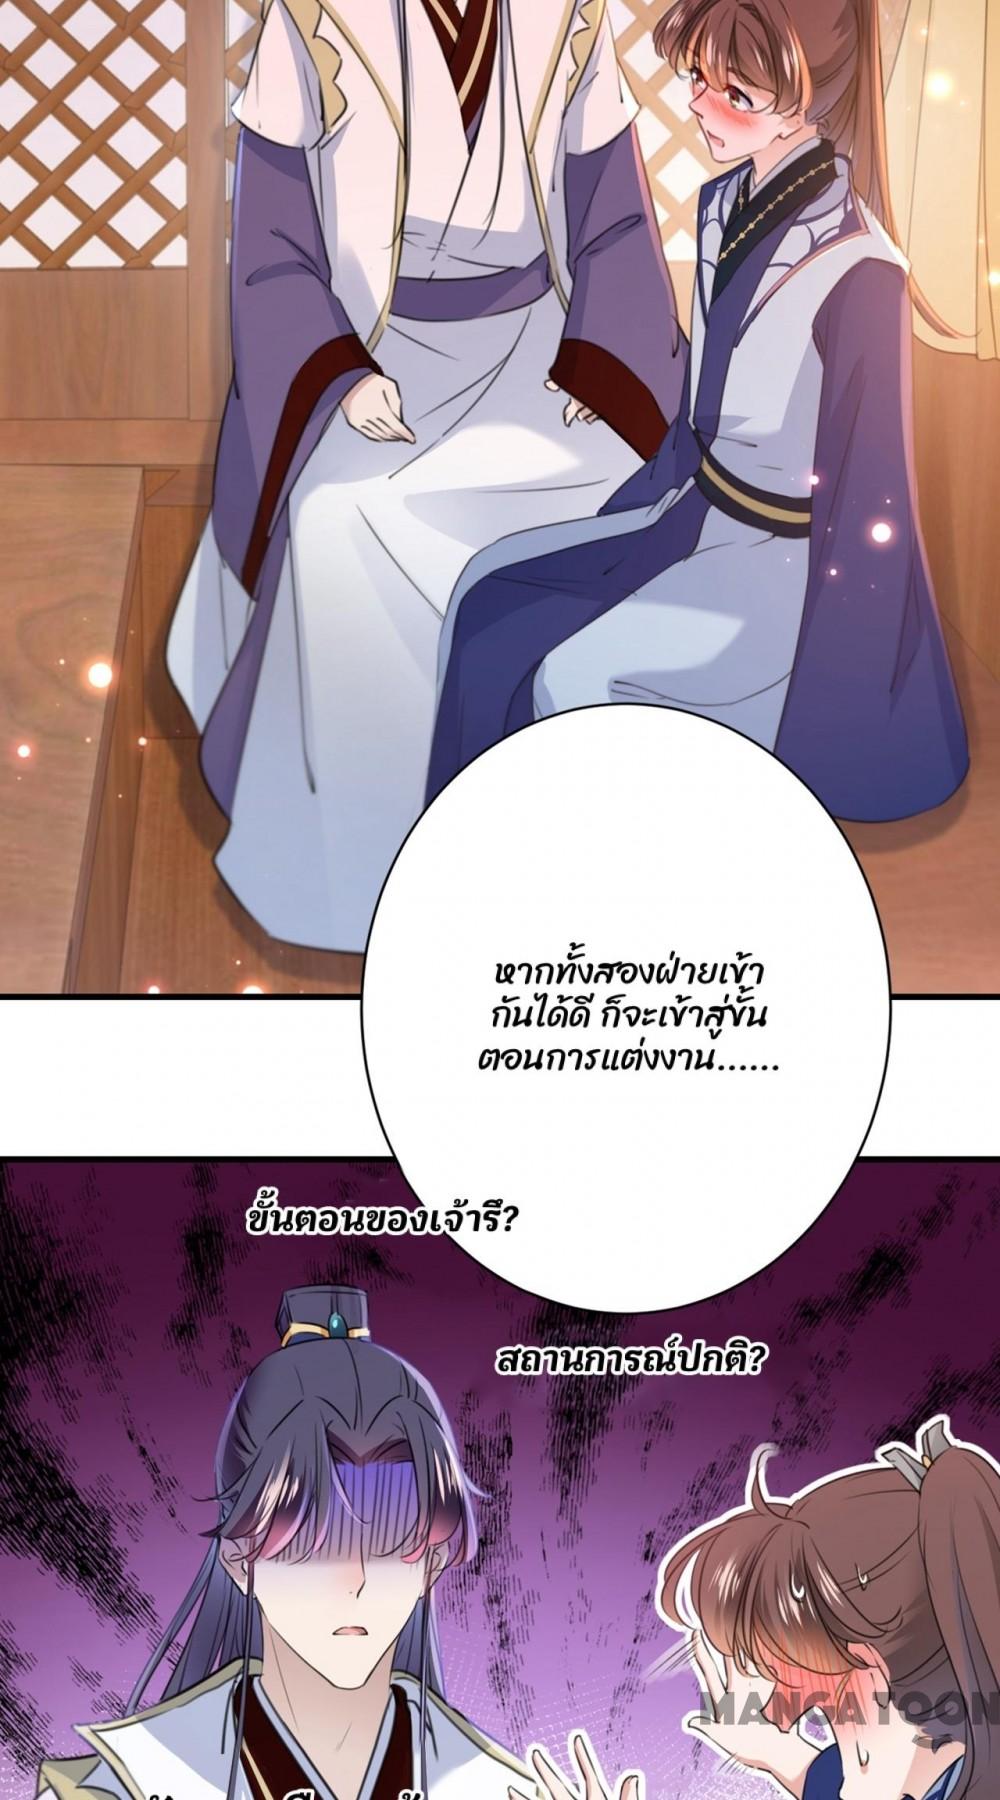 หากทั้งสองฝ่ายเข้า
กันได้ดี ก็จะเข้าสู่ขั้น
ตอนการแต่งงาน......
ขั้นตอนของเจ้ารึ?
สถานการณ์ปกติ?
MANGATOON